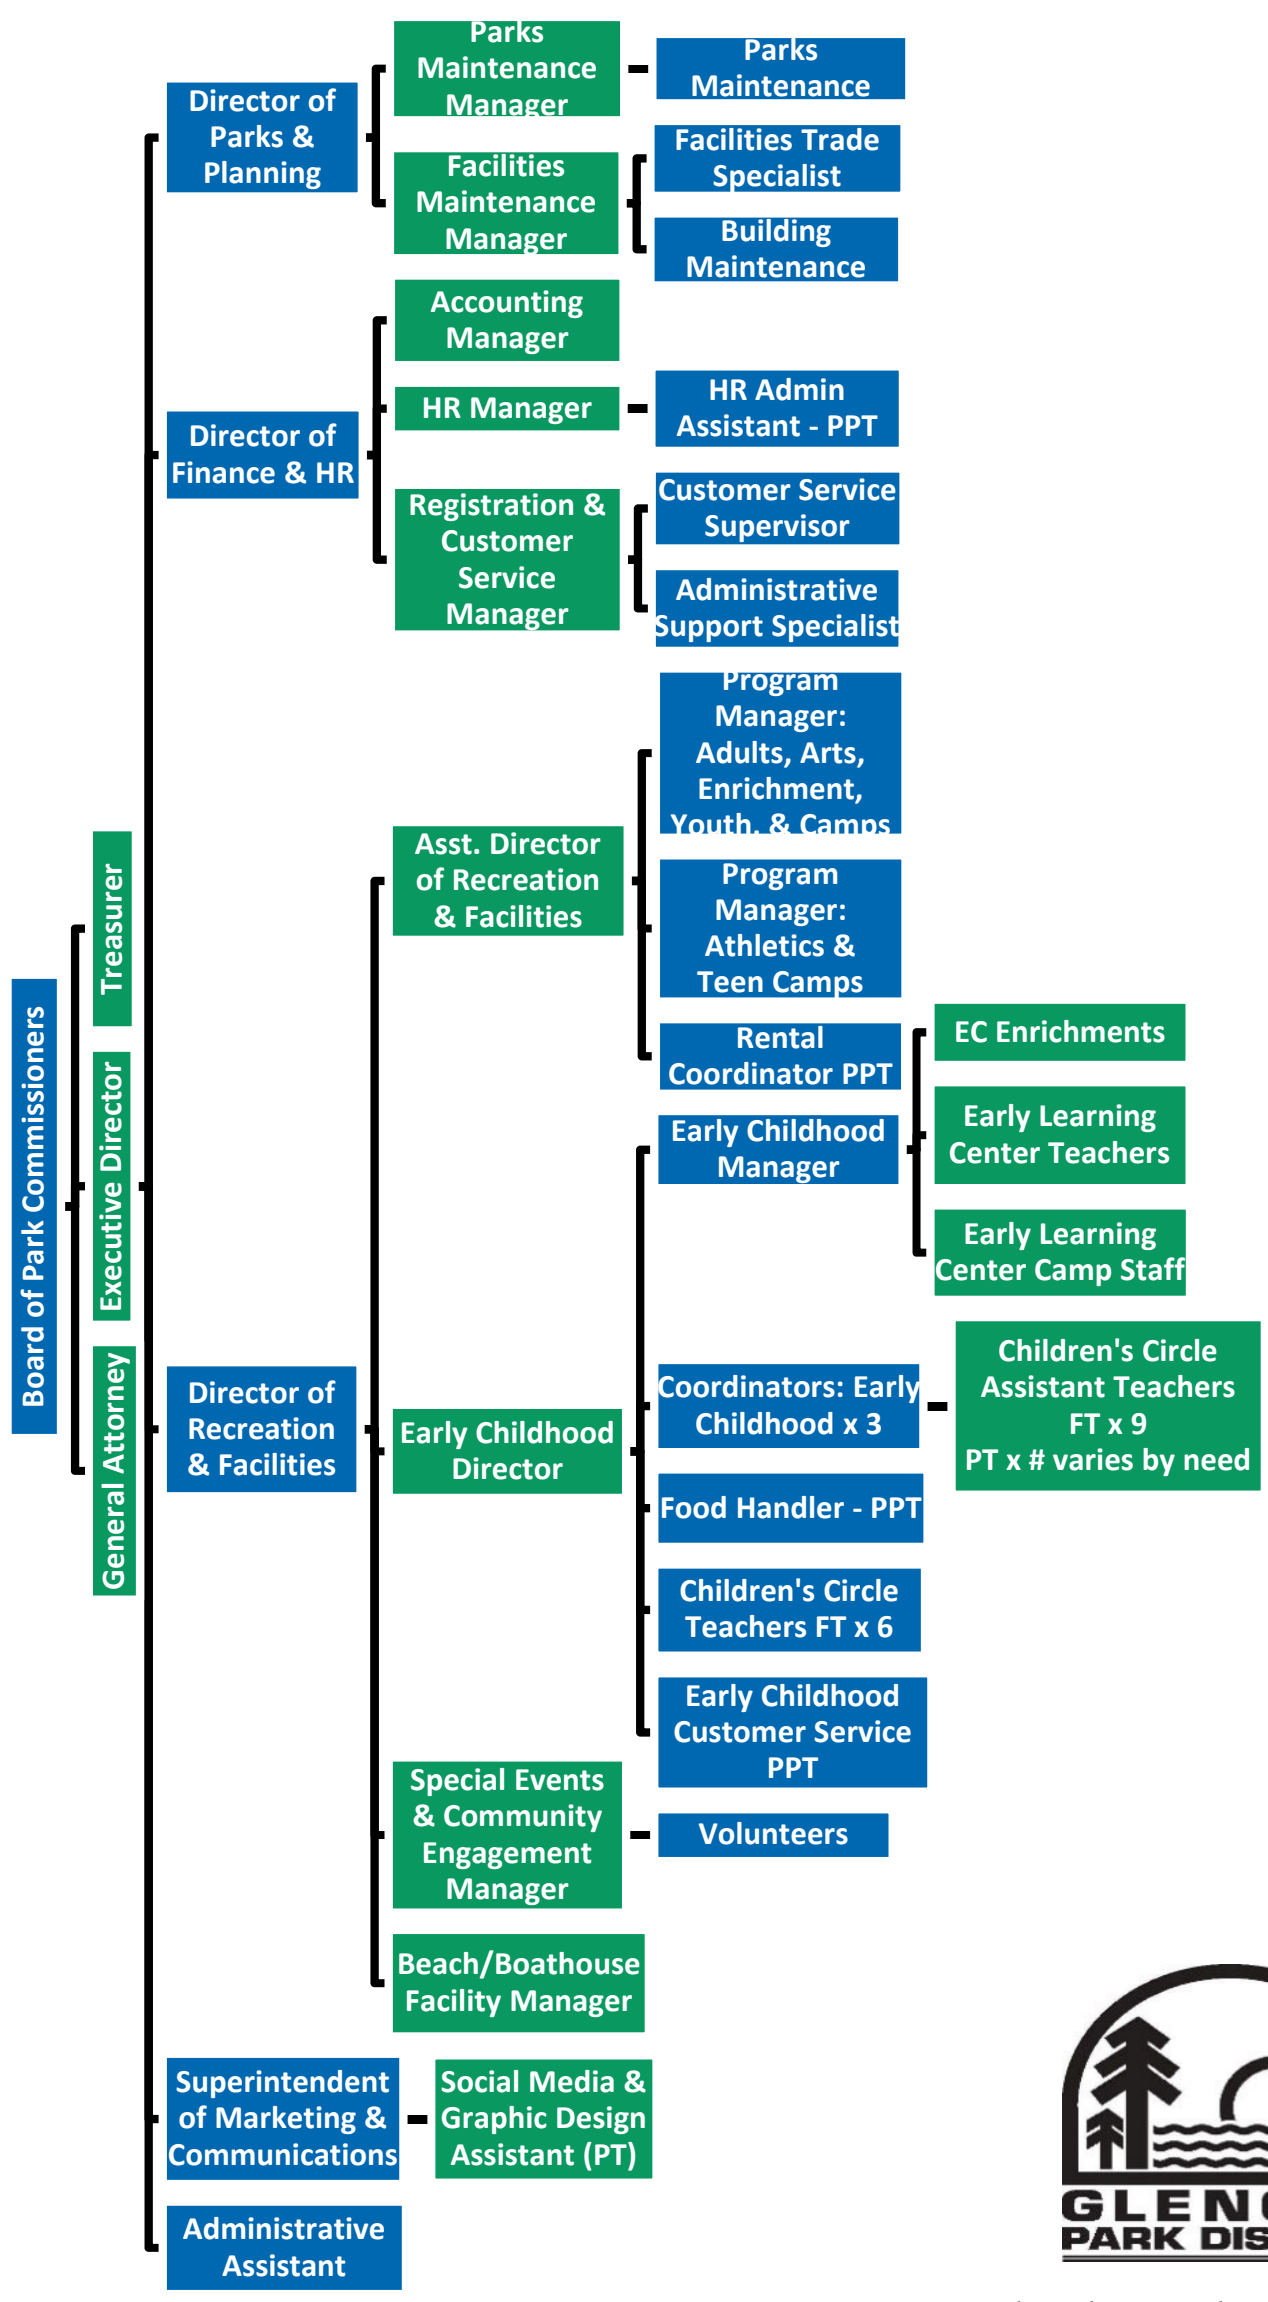 Parks
Maintenance
Manager
Parks
Maintenance
Director of
Parks &
Planning
Facilities
Maintenance
Manager
Facilities Trade
Specialist
Building
Maintenance
Accounting
Manager
Director of
Finance & HR
HR Manager
HR Admin
Assistant - PPT
Registration &
Customer
Service
Manager
Customer Service
Supervisor
Administrative
Support Specialist
Board of Park Commissioners
Treasurer
Executive Director
General Attorney
Director of
Recreation
& Facilities
Asst. Director
of Recreation
& Facilities
Program
Manager:
Adults, Arts,
Enrichment,
Youth, & Camps
Program
Manager:
Athletics &
Teen Camps
Rental
Coordinator PPT
Early Childhood
Director
Early Childhood
Manager
EC Enrichments
Early Learning
Center Teachers
Early Learning
Center Camp Staff
Coordinators: Early
Childhood x 3
Children's Circle
Assistant Teachers
FT x 9
PT x # varies by need
Food Handler - PPT
Children's Circle
Teachers FT x 6
Early Childhood
Customer Service
PPT
Special Events
& Community
Engagement
Manager
Volunteers
Beach/Boathouse
Facility Manager
Superintendent
of Marketing &
Communications
Social Media &
Graphic Design
Assistant (PT)
Administrative
Assistant
PARK